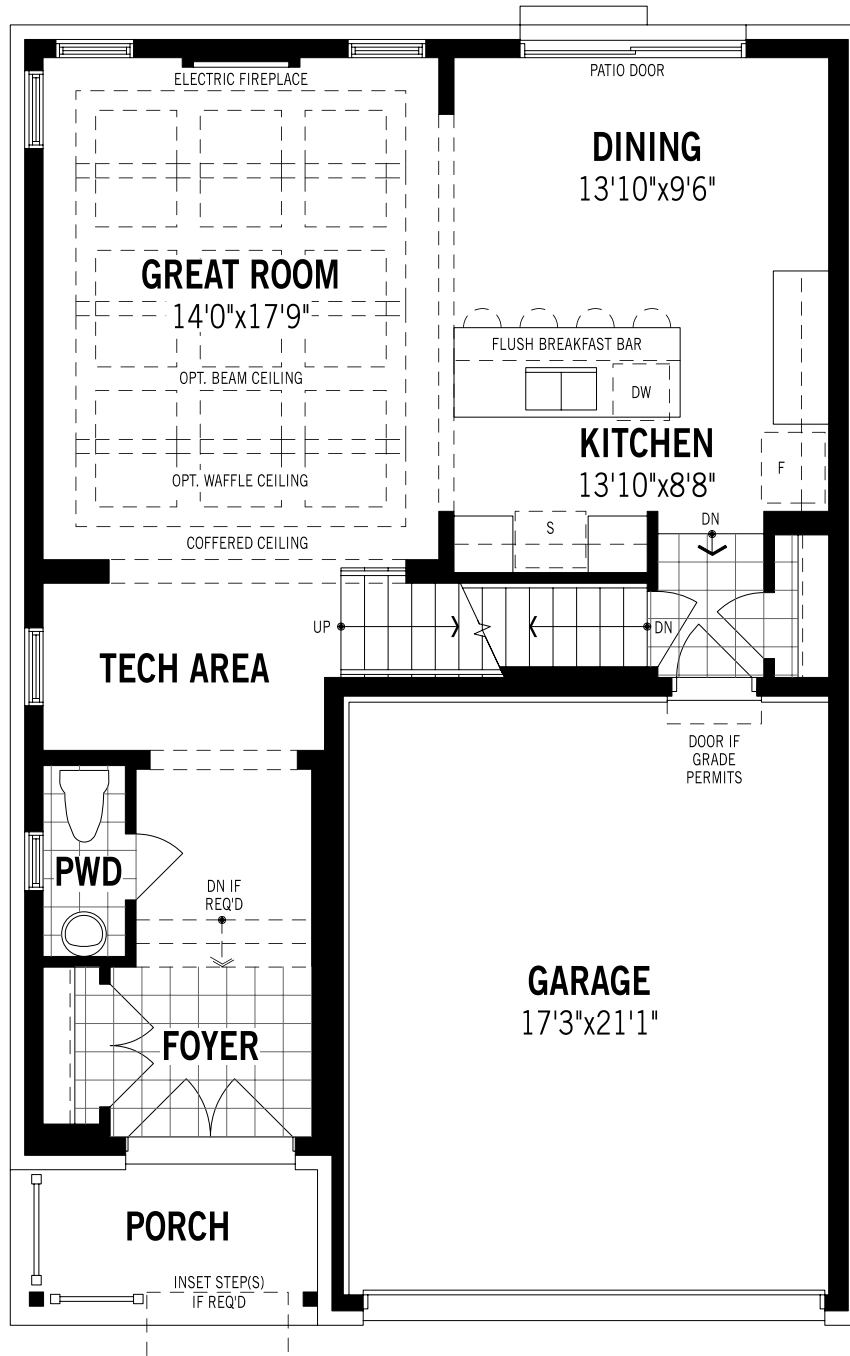 ELECTRIC FIREPLACE
PATIO DOOR
DINING
13'10"x9'6"
GREAT ROOM
14'0"x17'9"
FLUSH BREAKFAST BAR
OPT. BEAM CEILING
DW
KITCHEN
13'10"x8'8"
F
OPT. WAFFLE CEILING
S
DN
COFFERED CEILING
UP
DN
TECH AREA
DOOR IF
GRADE
PERMITS
PWD
DN IF
REQ'D
GARAGE
17'3"x21'1"
FOYER
PORCH
INSET STEP(S)
IF REQ'D